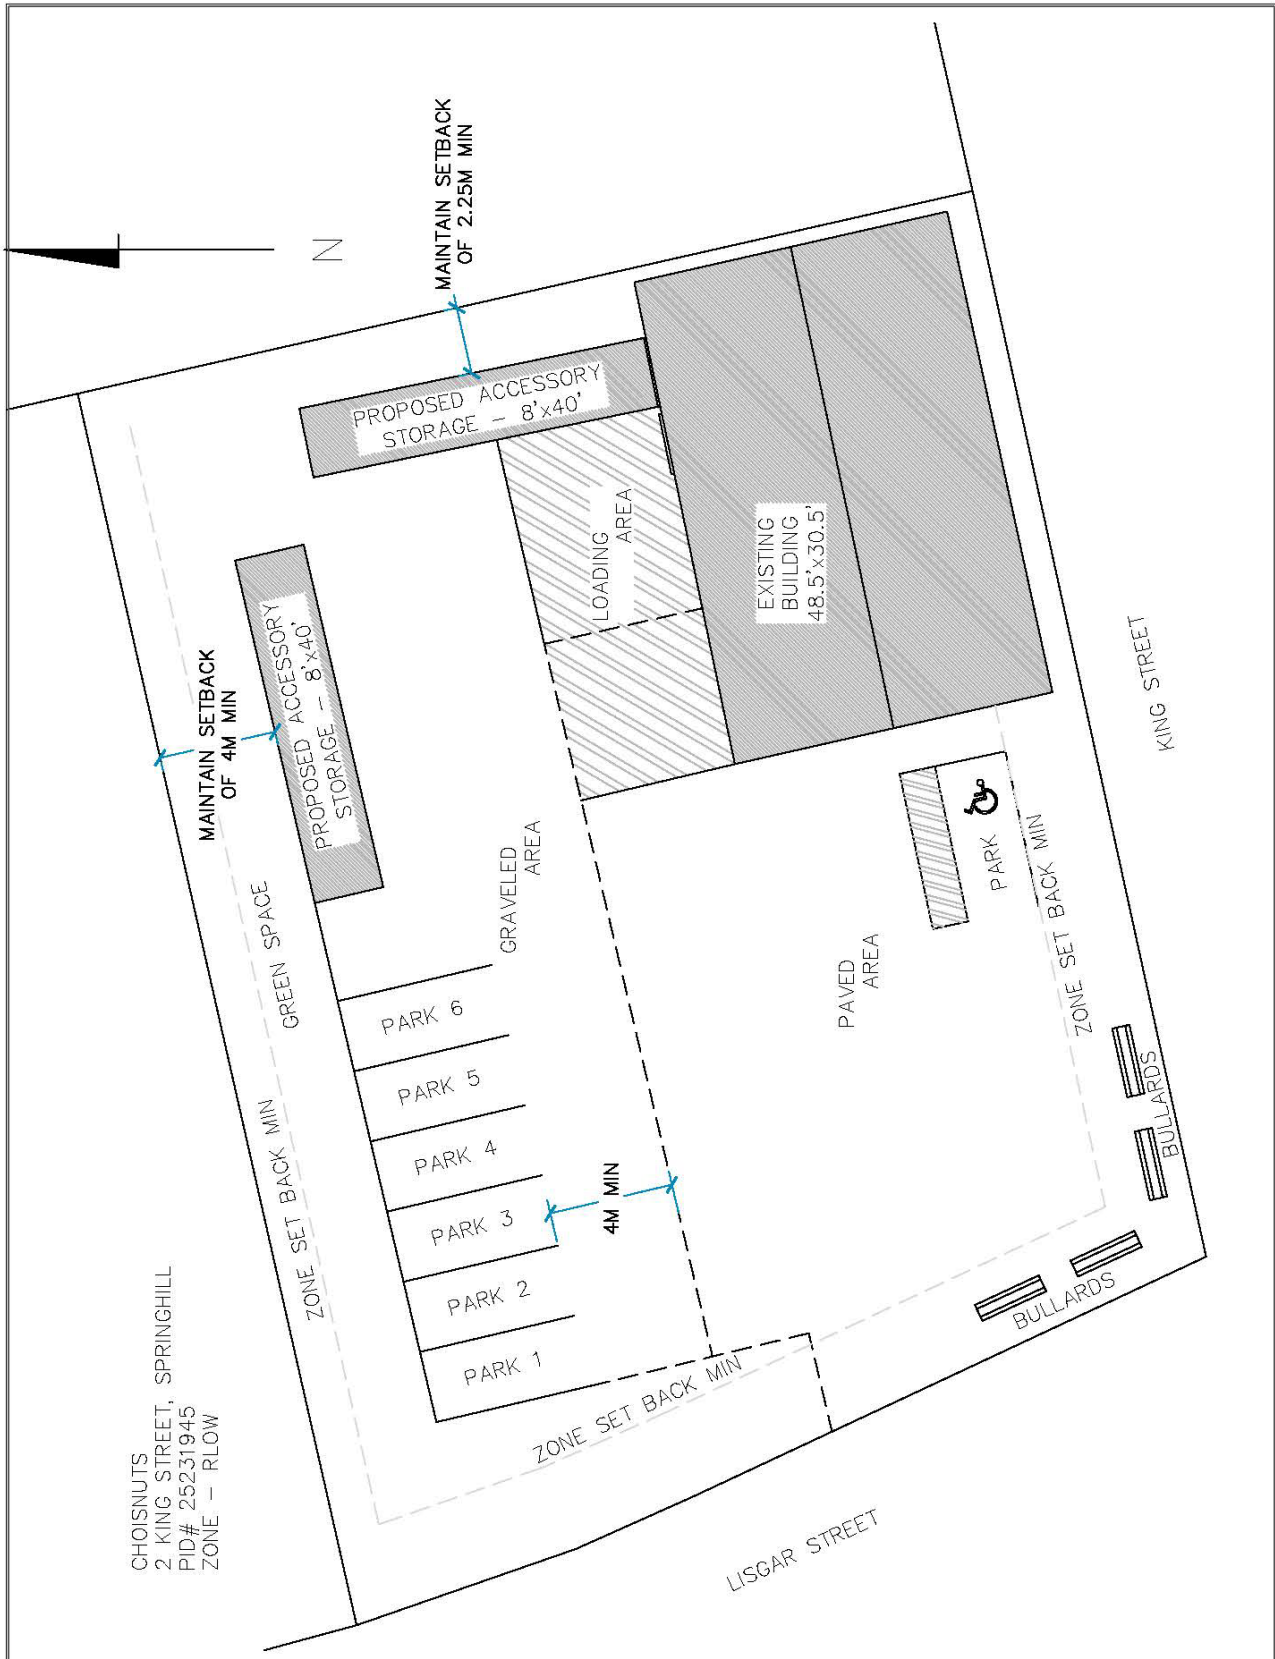 CHOISNUTS
2 KING STREET, SPRINGHILL
PID# 25231945
ZONE – RLOW
N
MAINTAIN SETBACK
OF 2.25M MIN
PROPOSED ACCESSORY
STORAGE – 8'x40'
MAINTAIN SETBACK
OF 4M MIN
PROPOSED ACCESSORY
STORAGE – 8'x40'
ZONE SET BACK MIN
GREEN SPACE
PARK 1
PARK 2
PARK 3
PARK 4
PARK 5
PARK 6
GRAVELED
AREA
LOADING
AREA
EXISTING
BUILDING
48.5'x30.5'
4M MIN
ZONE SET BACK MIN
PAVED
AREA
PARK
ZONE SET BACK MIN
BULLARDS
BULLARDS
LISGAR STREET
KING STREET